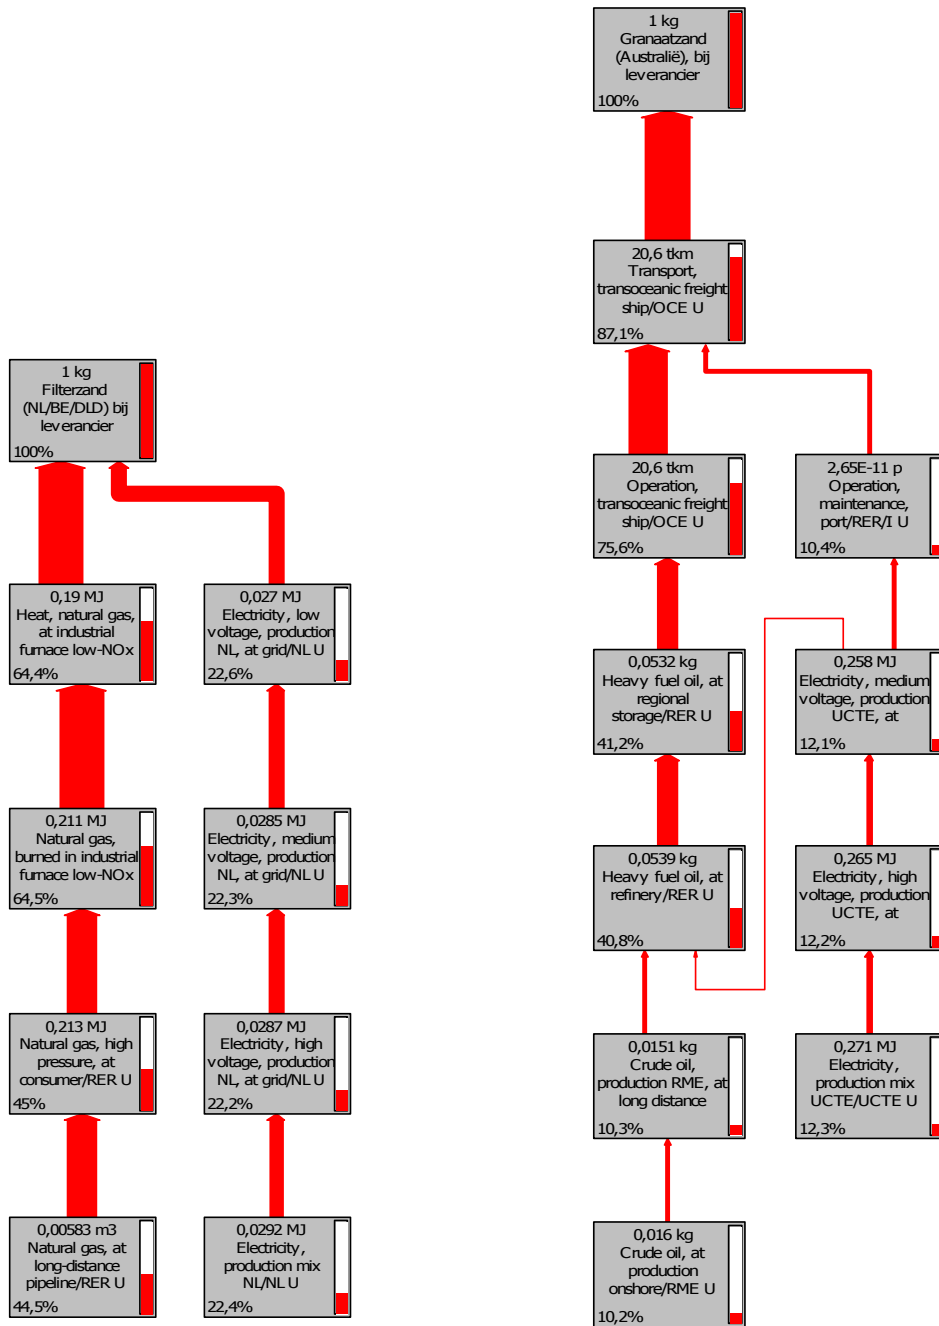 1 kg
Granaatzand
(Australië), bij
leverancier
100%
20,6 tkm
Transport,
transoceanic freight
ship/OCE U
87,1%
1 kg
Filterzand
(NL/BE/DLD) bij
leverancier
100%
20,6 tkm
Operation,
transoceanic freight
ship/OCE U
75,6%
2,65E-11 p
Operation,
maintenance,
port/RER/I U
10,4%
0,19 MJ
Heat, natural gas,
at industrial
furnace low-NOx
64,4%
0,027 MJ
Electricity, low
voltage, production
NL, at grid/NL U
22,6%
0,0532 kg
Heavy fuel oil, at
regional
storage/RER U
41,2%
0,258 MJ
Electricity, medium
voltage, production
UCTE, at
12,1%
0,211 MJ
Natural gas,
burned in industrial
furnace low-NOx
64,5%
0,0285 MJ
Electricity, medium
voltage, production
NL, at grid/NL U
22,3%
0,0539 kg
Heavy fuel oil, at
refinery/RER U
40,8%
0,265 MJ
Electricity, high
voltage, production
UCTE, at
12,2%
0,213 MJ
Natural gas, high
pressure, at
consumer/RER U
45%
0,0287 MJ
Electricity, high
voltage, production
NL, at grid/NL U
22,2%
0,0151 kg
Crude oil,
production RME, at
long distance
10,3%
0,271 MJ
Electricity,
production mix
UCTE/UCTE U
12,3%
0,00583 m3
Natural gas, at
long-distance
pipeline/RER U
44,5%
0,0292 MJ
Electricity,
production mix
NL/NL U
22,4%
0,016 kg
Crude oil, at
production
onshore/RME U
10,2%